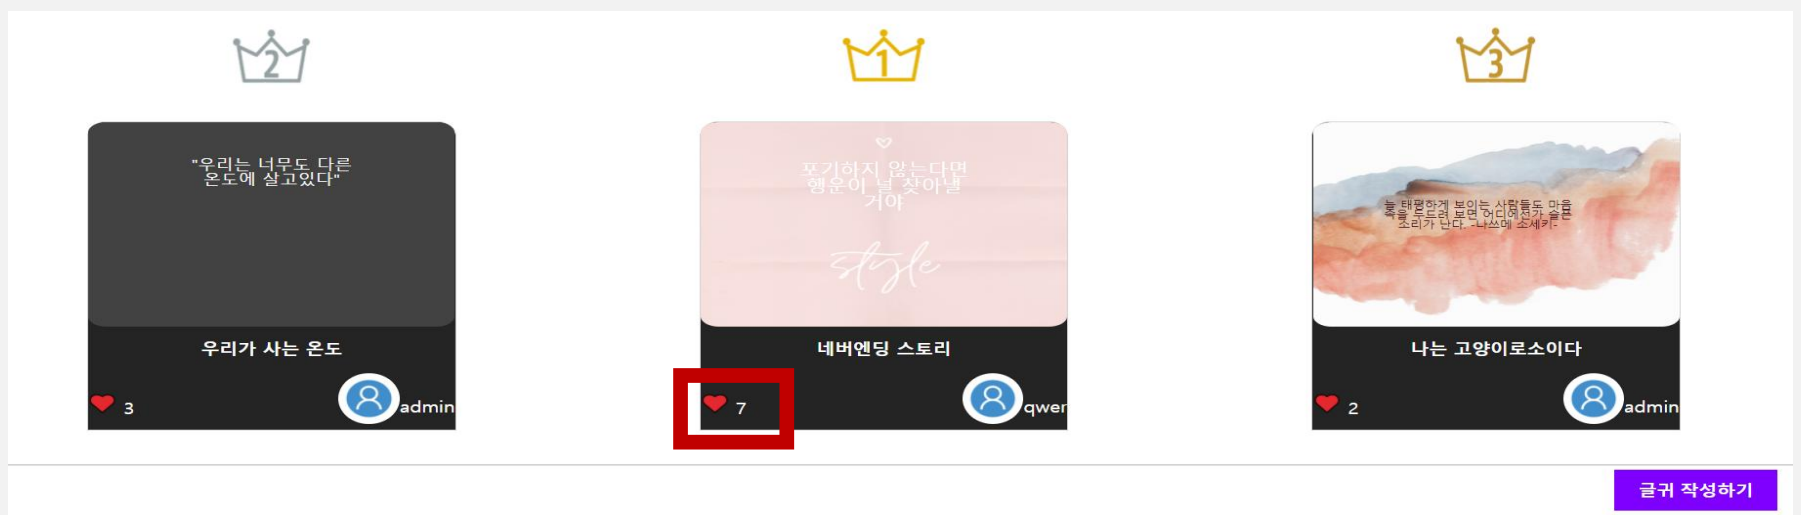 2
1
3
"우리는 너무도 다른
온도에 살고있다"
포기하지 않는다면
행운이 널 찾아낼
거야
style
늘 태평하게 보이는 사람들도 마음
속을 두드려 보면 어디에선가 슬픈
소리가 난다. -나쓰메 소세키-
우리가 사는 온도
네버엔딩 스토리
나는 고양이로소이다
3
admin
7
qwer
2
admin
글귀 작성하기